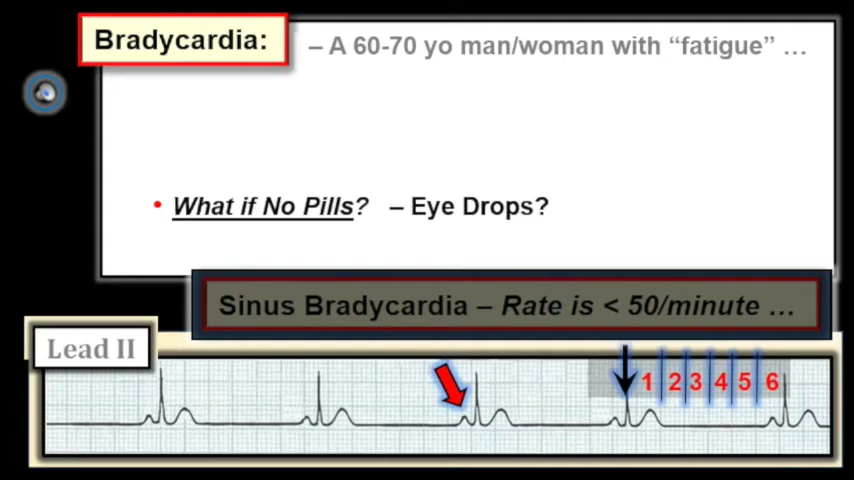 Bradycardia:
– A 60-70 yo man/woman with “fatigue” …
• What if No Pills? – Eye Drops?
Sinus Bradycardia – Rate is < 50/minute …
Lead II
1 2 3 4 5 6